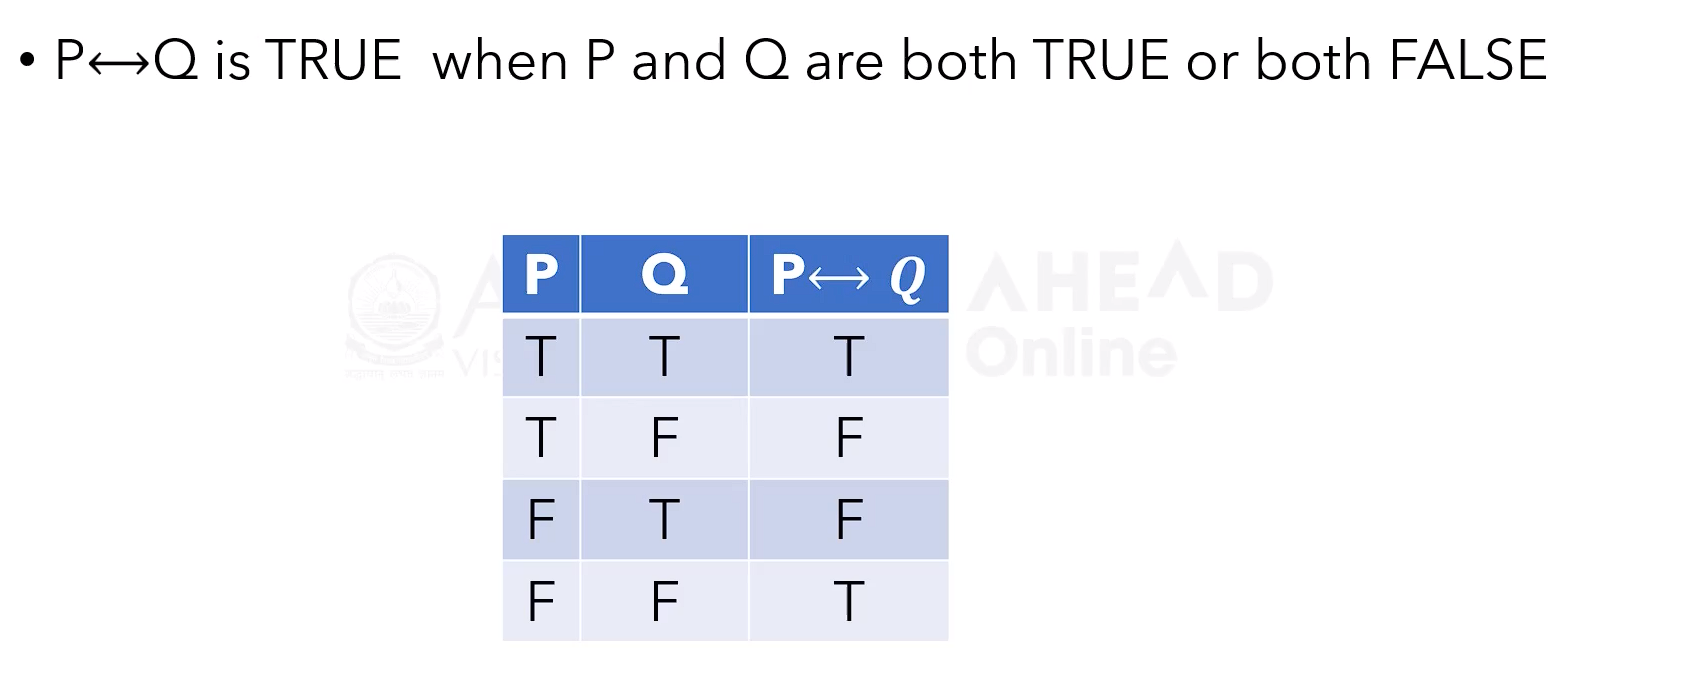 • P⟷Q is TRUE when P and Q are both TRUE or both FALSE
P Q P⟷ Q
T T T
T F F
F T F
F F T
AHEAD
Online